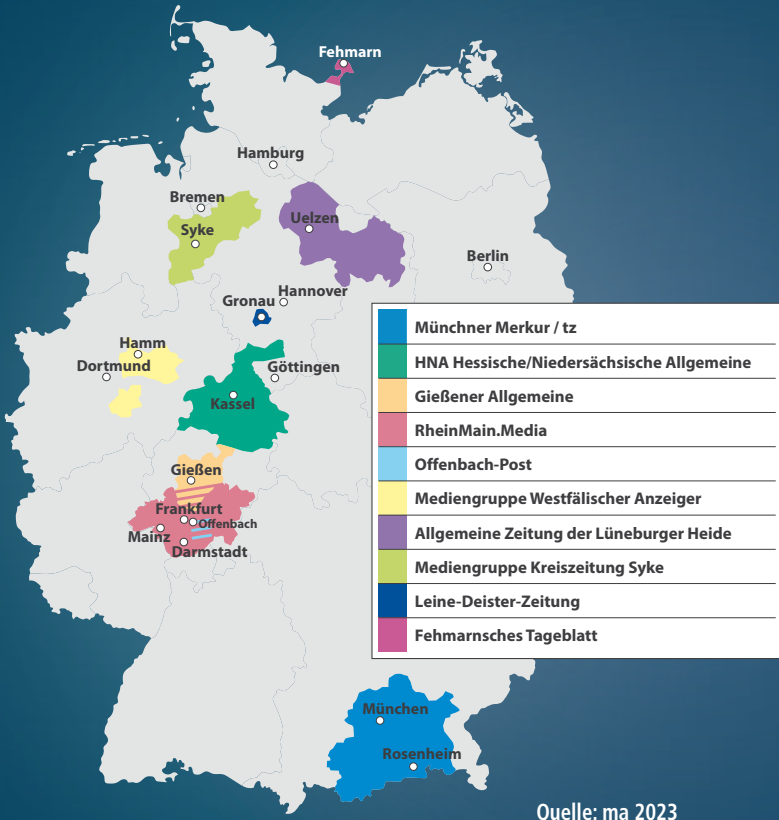 Fehmarn
Hamburg
Bremen
Syke
Uelzen
Berlin
Hannover
Gronau
Hamm
Dortmund
Göttingen
Kassel
Gießen
Frankfurt
Offenbach
Mainz
Darmstadt
Münchner Merkur / tz
HNA Hessische/Niedersächsische Allgemeine
Gießener Allgemeine
RheinMain.Media
Offenbach-Post
Mediengruppe Westfälischer Anzeiger
Allgemeine Zeitung der Lüneburger Heide
Mediengruppe Kreiszeitung Syke
Leine-Deister-Zeitung
Fehmarnsches Tageblatt
München
Rosenheim
Quelle: ma 2023